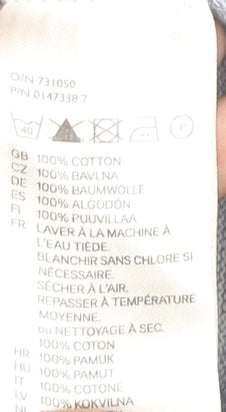 O/N 731050
P/N 0147338 7
40 P
GB 100% COTTON
CZ 100% BAVLNA
DE 100% BAUMWOLLE
ES 100% ALGODÓN
FI 100% PUUVILLAA
FR LAVER À LA MACHINE À
L'EAU TIÈDE.
BLANCHIR SANS CHLORE SI
NÉCESSAIRE.
SÉCHER À L'AIR.
REPASSER À TEMPÉRATURE
MOYENNE.
ou NETTOYAGE À SEC.
100% COTON
HR 100% PAMUK
HU 100% PAMUT
IT 100% COTONE
LV 100% KOKVILNA